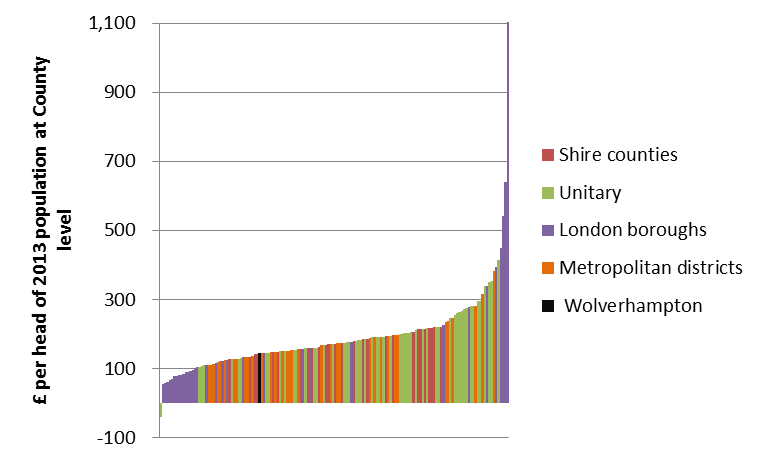 1,100
900
700
500
300
100
-100
£ per head of 2013 population at County
level
Shire counties
Unitary
London boroughs
Metropolitan districts
Wolverhampton